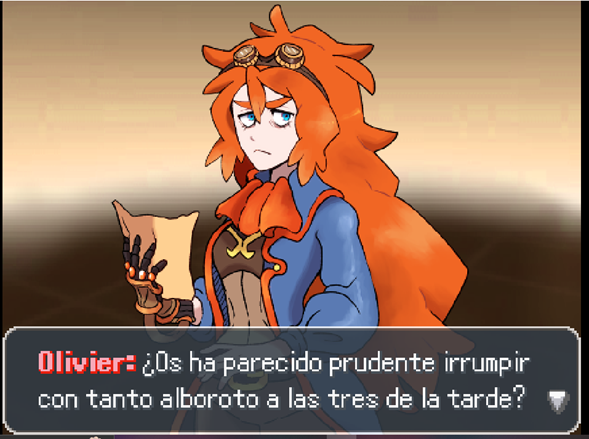 Olivier: ¿Os ha parecido prudente irrumpir
con tanto alboroto a las tres de la tarde?